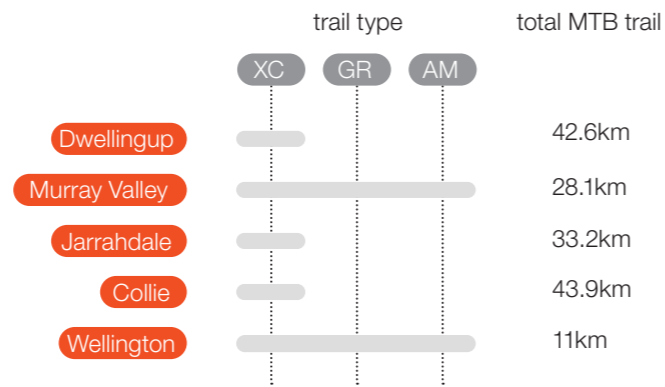 trail type total MTB trail
XC GR AM
Dwellingup 42.6km
Murray Valley 28.1km
Jarrahdale 33.2km
Collie 43.9km
Wellington 11km